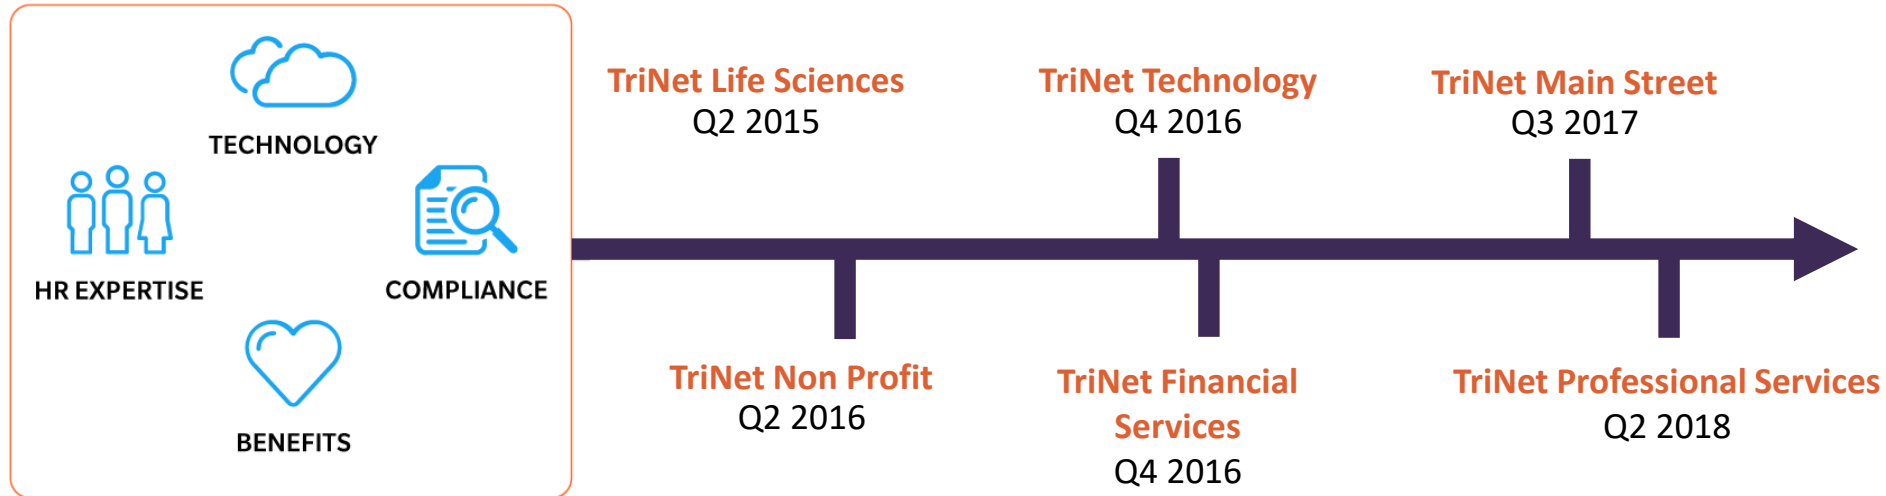 TECHNOLOGY
HR EXPERTISE
COMPLIANCE
BENEFITS
TriNet Life Sciences
Q2 2015
TriNet Technology
Q4 2016
TriNet Main Street
Q3 2017
TriNet Non Profit
Q2 2016
TriNet Financial
Services
Q4 2016
TriNet Professional Services
Q2 2018